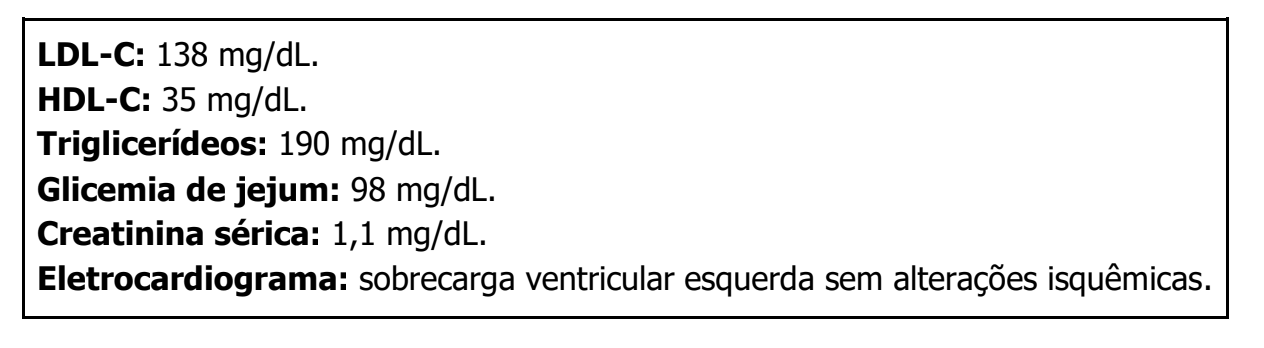 LDL-C: 138 mg/dL.
HDL-C: 35 mg/dL.
Triglicerídeos: 190 mg/dL.
Glicemia de jejum: 98 mg/dL.
Creatinina sérica: 1,1 mg/dL.
Eletrocardiograma: sobrecarga ventricular esquerda sem alterações isquêmicas.